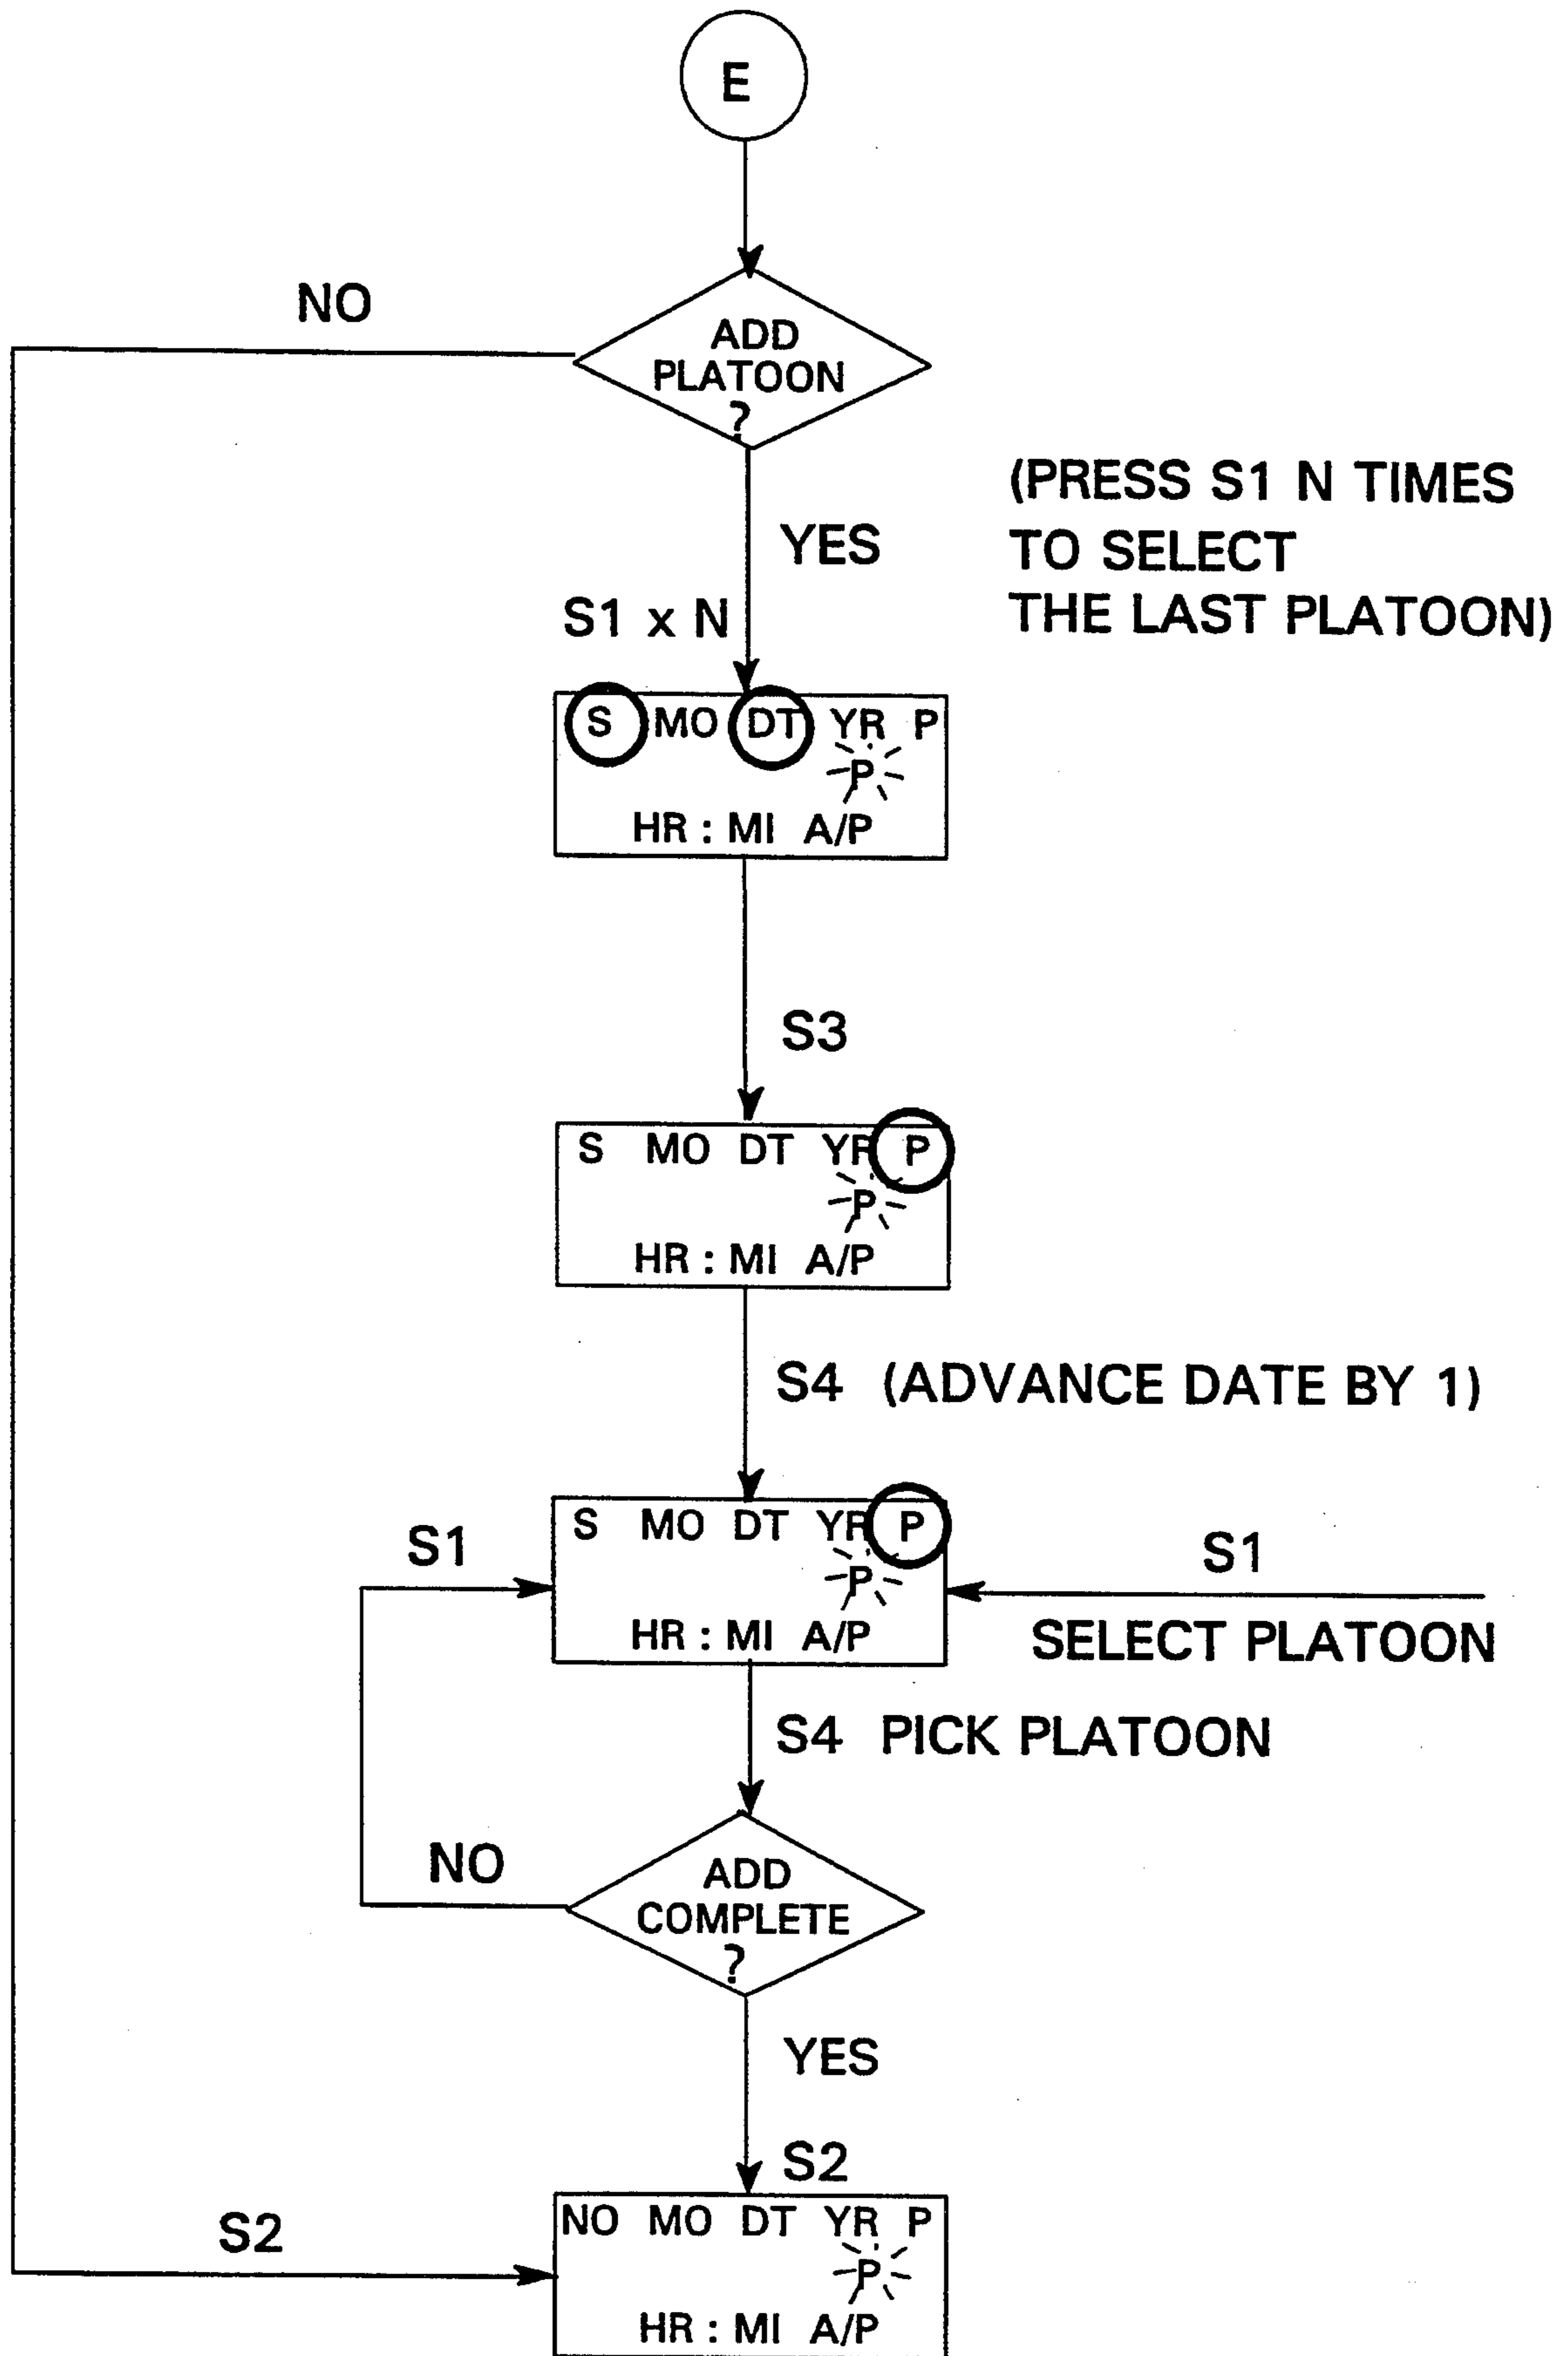 E
NO
ADD
PLATOON
?
YES
(PRESS S1 N TIMES
TO SELECT
THE LAST PLATOON)
S1 x N
S MO DT YR P
P
HR : MI A/P
S3
S MO DT YR P
P
HR : MI A/P
S4 (ADVANCE DATE BY 1)
S MO DT YR P
P
HR : MI A/P
S1
S1
SELECT PLATOON
S4 PICK PLATOON
ADD
COMPLETE
?
NO
YES
S2
S2
NO MO DT YR P
P
HR : MI A/P